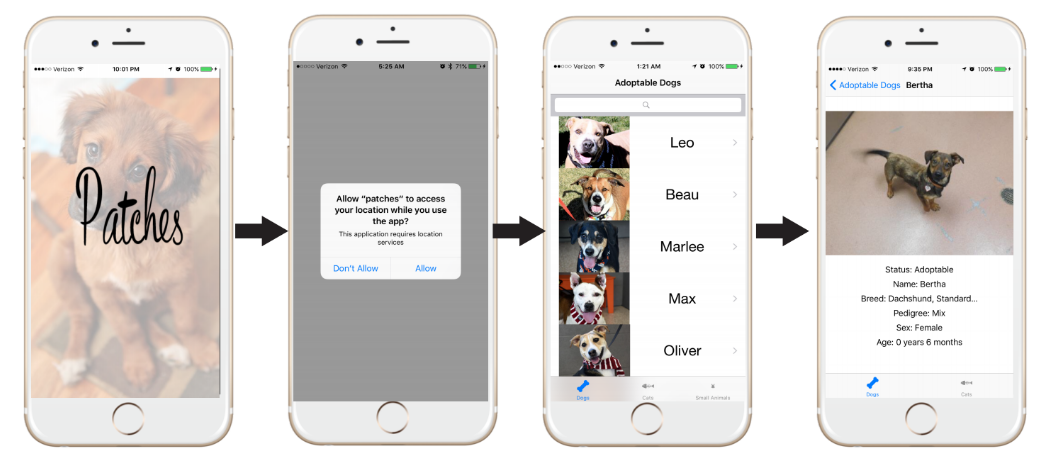 ●●●○○ Verizon 10:01 PM 100%
Patches
●○○○○ Verizon 5:25 AM 71%
Allow "patches" to access
your location while you use
the app?
This application requires location
services
Don't Allow Allow
●●○○○ Verizon 1:21 AM 100%
Adoptable Dogs
Leo
Beau
Marlee
Max
Oliver
Dogs Cats Small Animals
●●●●○ Verizon 9:35 PM 100%
Adoptable Dogs Bertha
Status: Adoptable
Name: Bertha
Breed: Dachshund, Standard...
Pedigree: Mix
Sex: Female
Age: 0 years 6 months
Dogs Cats